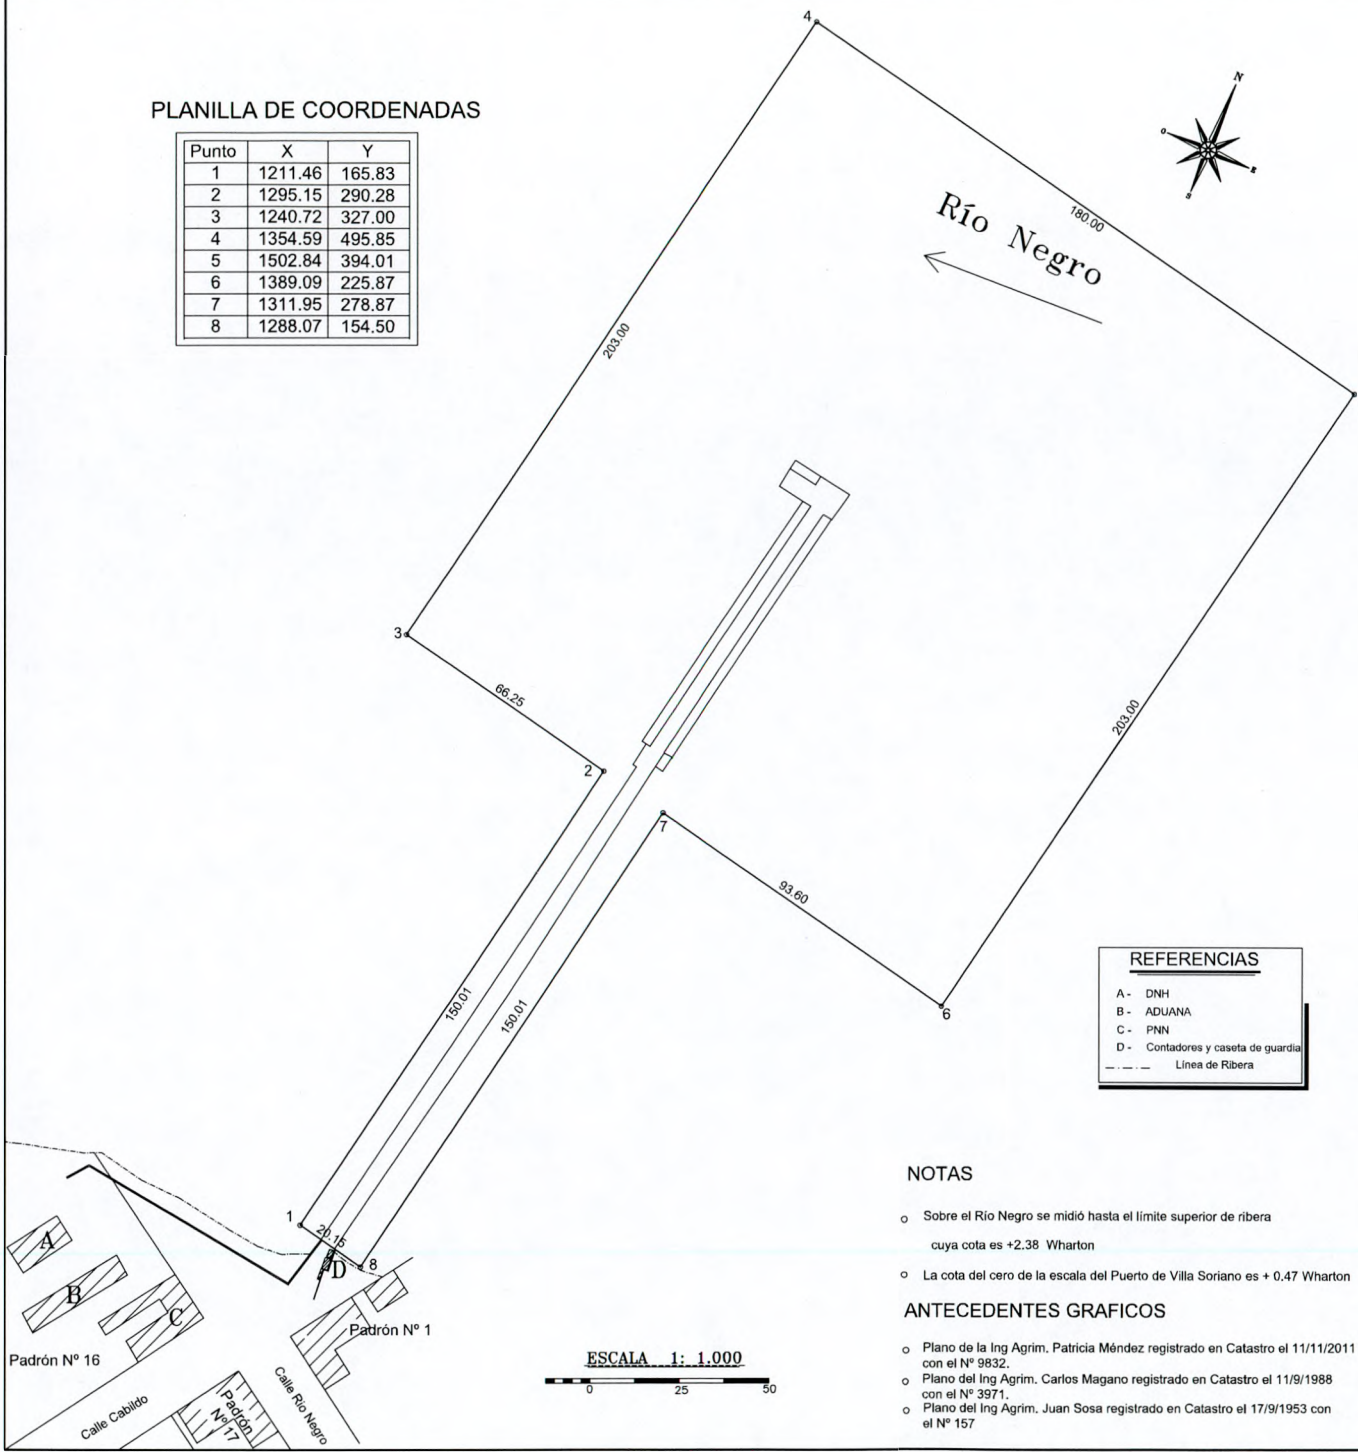 PLANILLA DE COORDENADAS
Punto X Y
1 1211.46 165.83
2 1295.15 290.28
3 1240.72 327.00
4 1354.59 495.85
5 1502.84 394.01
6 1389.09 225.87
7 1311.95 278.87
8 1288.07 154.50
4
N
O
E
S
Río Negro
180.00
203.00
3
66.25
2
7
203.00
93.60
6
150.01
150.01
REFERENCIAS
A - DNH
B - ADUANA
C - PNN
D - Contadores y caseta de guardia
Línea de Ribera
1
20.15
8
A
B
C
D
Padrón Nº 1
Padrón Nº 16
Calle Cabildo
Padrón
Nº 17
Calle Río Negro
ESCALA 1: 1.000
0 25 50
NOTAS
Sobre el Río Negro se midió hasta el límite superior de ribera
cuya cota es +2.38 Wharton
La cota del cero de la escala del Puerto de Villa Soriano es + 0.47 Wharton
ANTECEDENTES GRAFICOS
Plano de la Ing Agrim. Patricia Méndez registrado en Catastro el 11/11/2011
con el Nº 9832.
Plano del Ing Agrim. Carlos Magano registrado en Catastro el 11/9/1988
con el Nº 3971.
Plano del Ing Agrim. Juan Sosa registrado en Catastro el 17/9/1953 con
el Nº 157